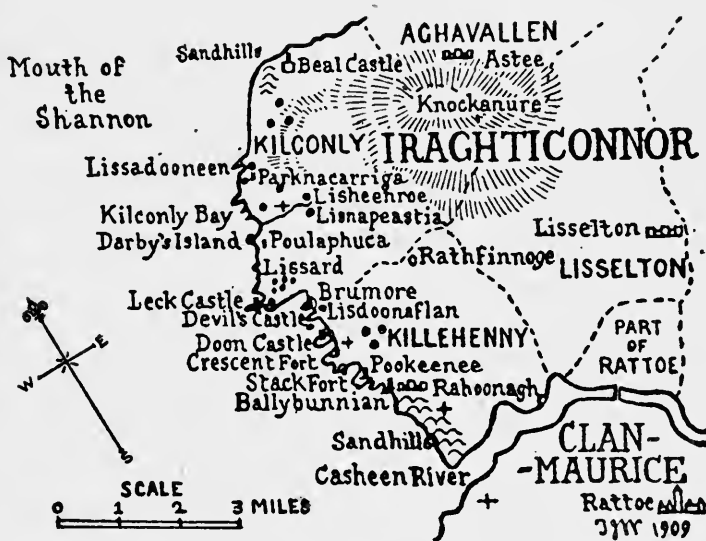 AGHAVALLEN
Sandhills
Beal Castle
Astee
Mouth of
the
Shannon
Knockanure
KILCONLY
IRAGHTICONNOR
Lissadooneen
Parknacarriga
Lisheenroe
Kilconly Bay
Lisnapeastia
Darby's Island
Poulaphuca
Lisselton
Rathfinnoge
LISSELTON
Lissard
Leck Castle
Brumore
Lisdoonaflan
Devil's Castle
Doon Castle
KILLEHENNY
PART
OF
RATTOE
Crescent Fort
Pookeenee
Stack Fort
Rahoonagh
Ballybunnian
Sandhills
Casheen River
CLAN-
-MAURICE
Rattoe
TJW 1909
W
E
S
SCALE
0 1 2 3 MILES